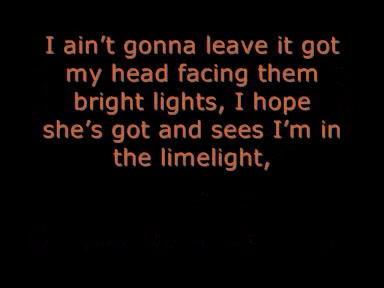 I ain’t gonna leave it got
my head facing them
bright lights, I hope
she’s got and sees I’m in
the limelight,